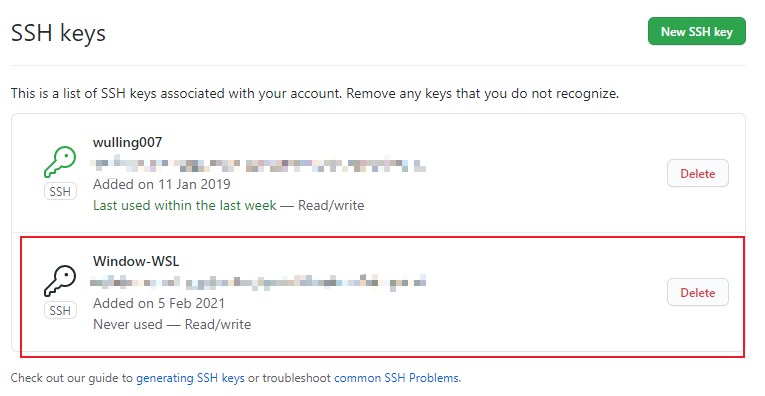 SSH keys
New SSH key
This is a list of SSH keys associated with your account. Remove any keys that you do not recognize.
wulling007
SSH
Added on 11 Jan 2019
Last used within the last week — Read/write
Delete
Window-WSL
SSH
Added on 5 Feb 2021
Never used — Read/write
Delete
Check out our guide to generating SSH keys or troubleshoot common SSH Problems.